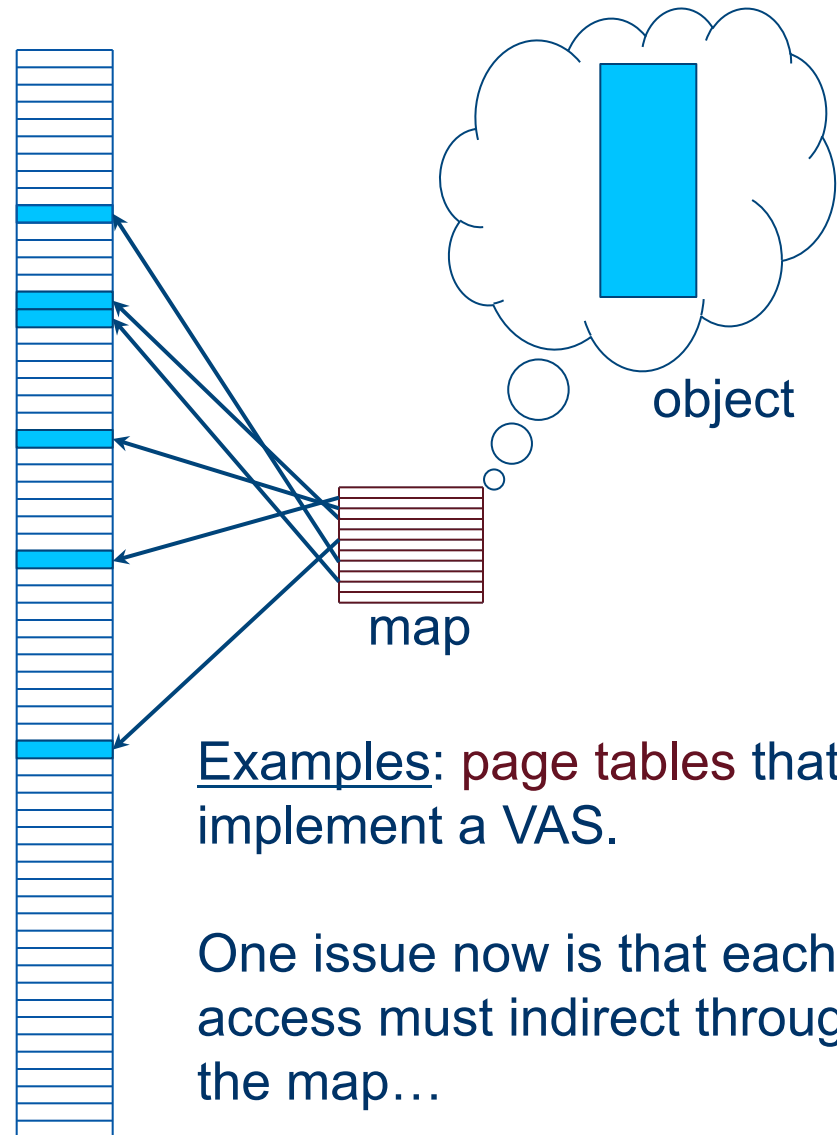 object
map
Examples: page tables that
implement a VAS.
One issue now is that each
access must indirect throug
the map…